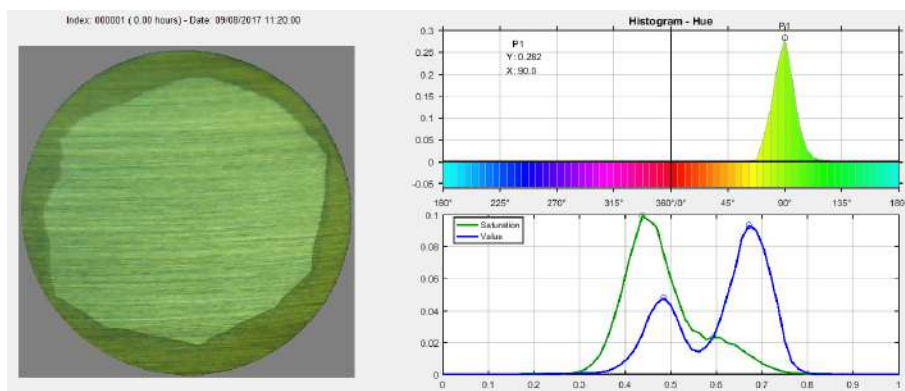 Index: 000001 ( 0.00 hours) - Date: 09/08/2017 11:20:00
Histogram - Hue
P1
P1
Y: 0.282
X: 90.0
0.3
0.25
0.2
0.15
0.1
0.05
0
-0.05
180° 225° 270° 315° 360°/0° 45° 90° 135° 180
0.1
0.08
0.06
0.04
0.02
0
Saturation
Value
0 0.1 0.2 0.3 0.4 0.5 0.6 0.7 0.8 0.9 1